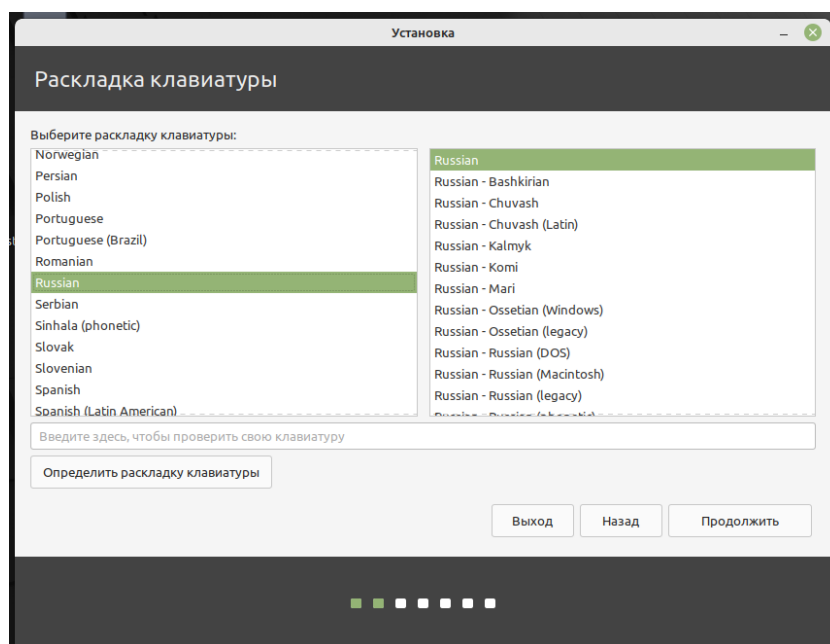 Установка
Раскладка клавиатуры
Выберите раскладку клавиатуры:
Norwegian
Persian
Polish
Portuguese
Portuguese (Brazil)
Romanian
Russian
Serbian
Sinhala (phonetic)
Slovak
Slovenian
Spanish
Spanish (Latin American)
Russian
Russian - Bashkirian
Russian - Chuvash
Russian - Chuvash (Latin)
Russian - Kalmyk
Russian - Komi
Russian - Mari
Russian - Ossetian (Windows)
Russian - Ossetian (legacy)
Russian - Russian (DOS)
Russian - Russian (Macintosh)
Russian - Russian (legacy)
Russian - Russian (phonetic)
Введите здесь, чтобы проверить свою клавиатуру
Определить раскладку клавиатуры
Выход
Назад
Продолжить